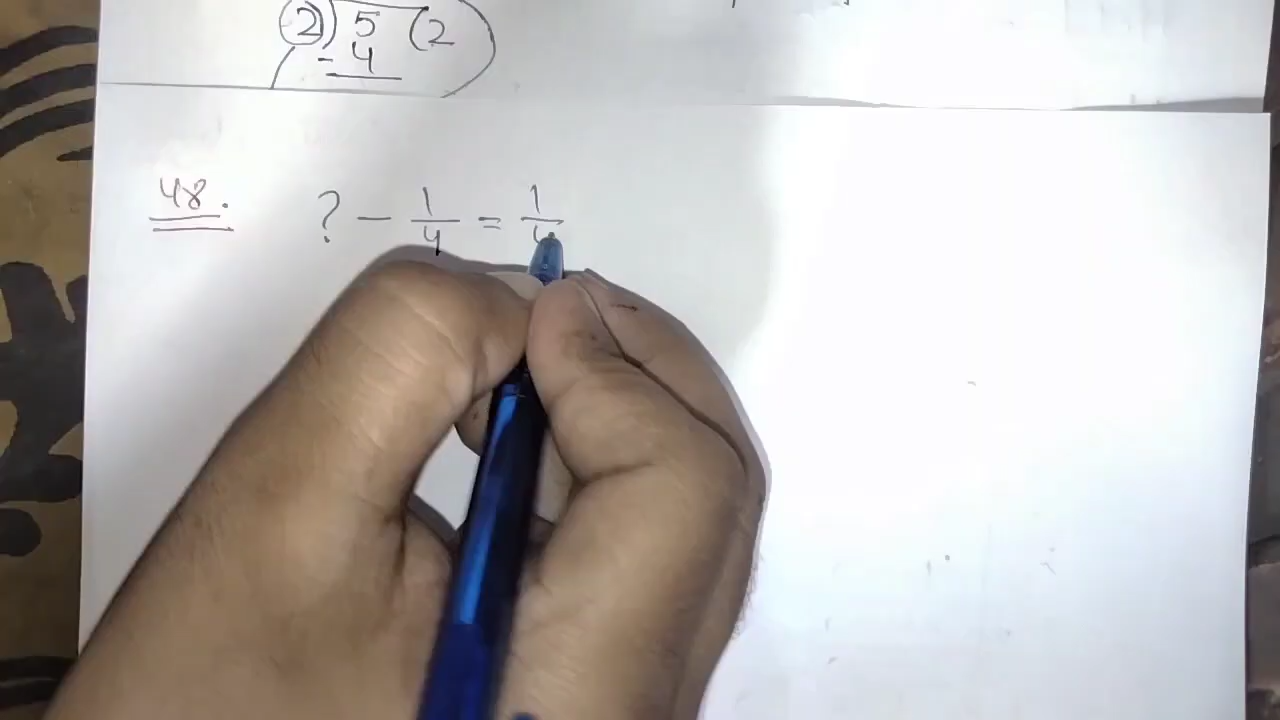 2) 5 (2
- 4
48. ? - 1/4 = 1/